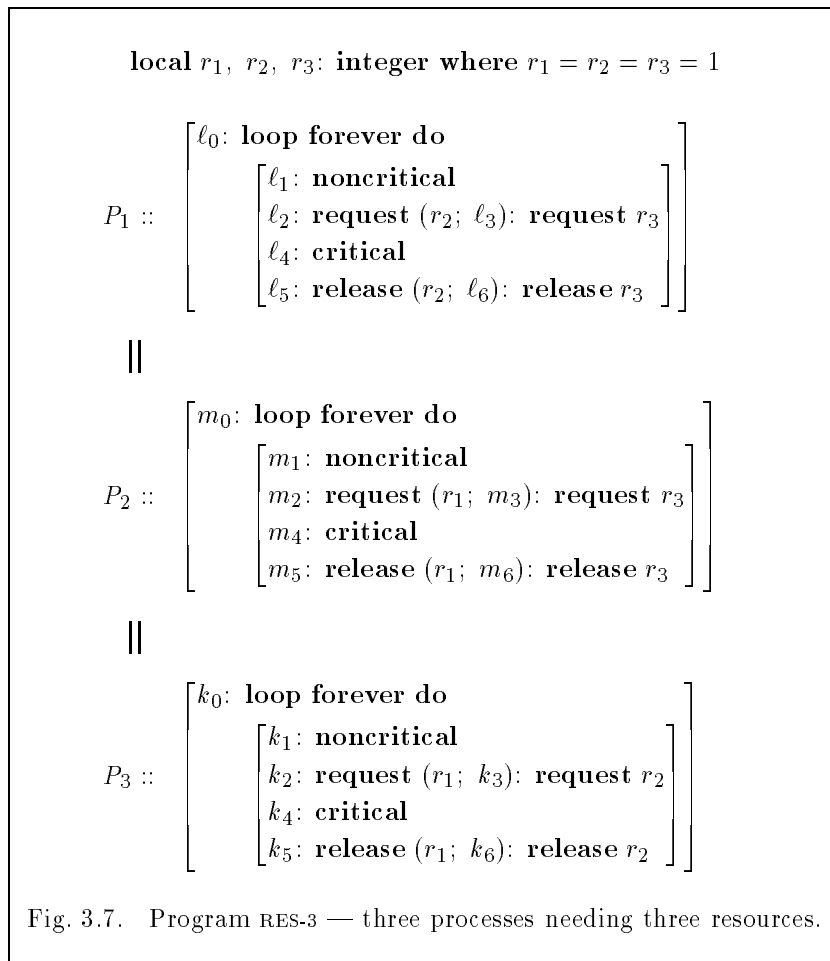 local r₁, r₂, r₃: integer where r₁ = r₂ = r₃ = 1
ℓ₀: loop forever do
ℓ₁: noncritical
P₁ :: ℓ₂: request (r₂; ℓ₃): request r₃
ℓ₄: critical
ℓ₅: release (r₂; ℓ₆): release r₃
||
m₀: loop forever do
m₁: noncritical
P₂ :: m₂: request (r₁; m₃): request r₃
m₄: critical
m₅: release (r₁; m₆): release r₃
||
k₀: loop forever do
k₁: noncritical
P₃ :: k₂: request (r₁; k₃): request r₂
k₄: critical
k₅: release (r₁; k₆): release r₂
Fig. 3.7. Program RES-3 — three processes needing three resources.